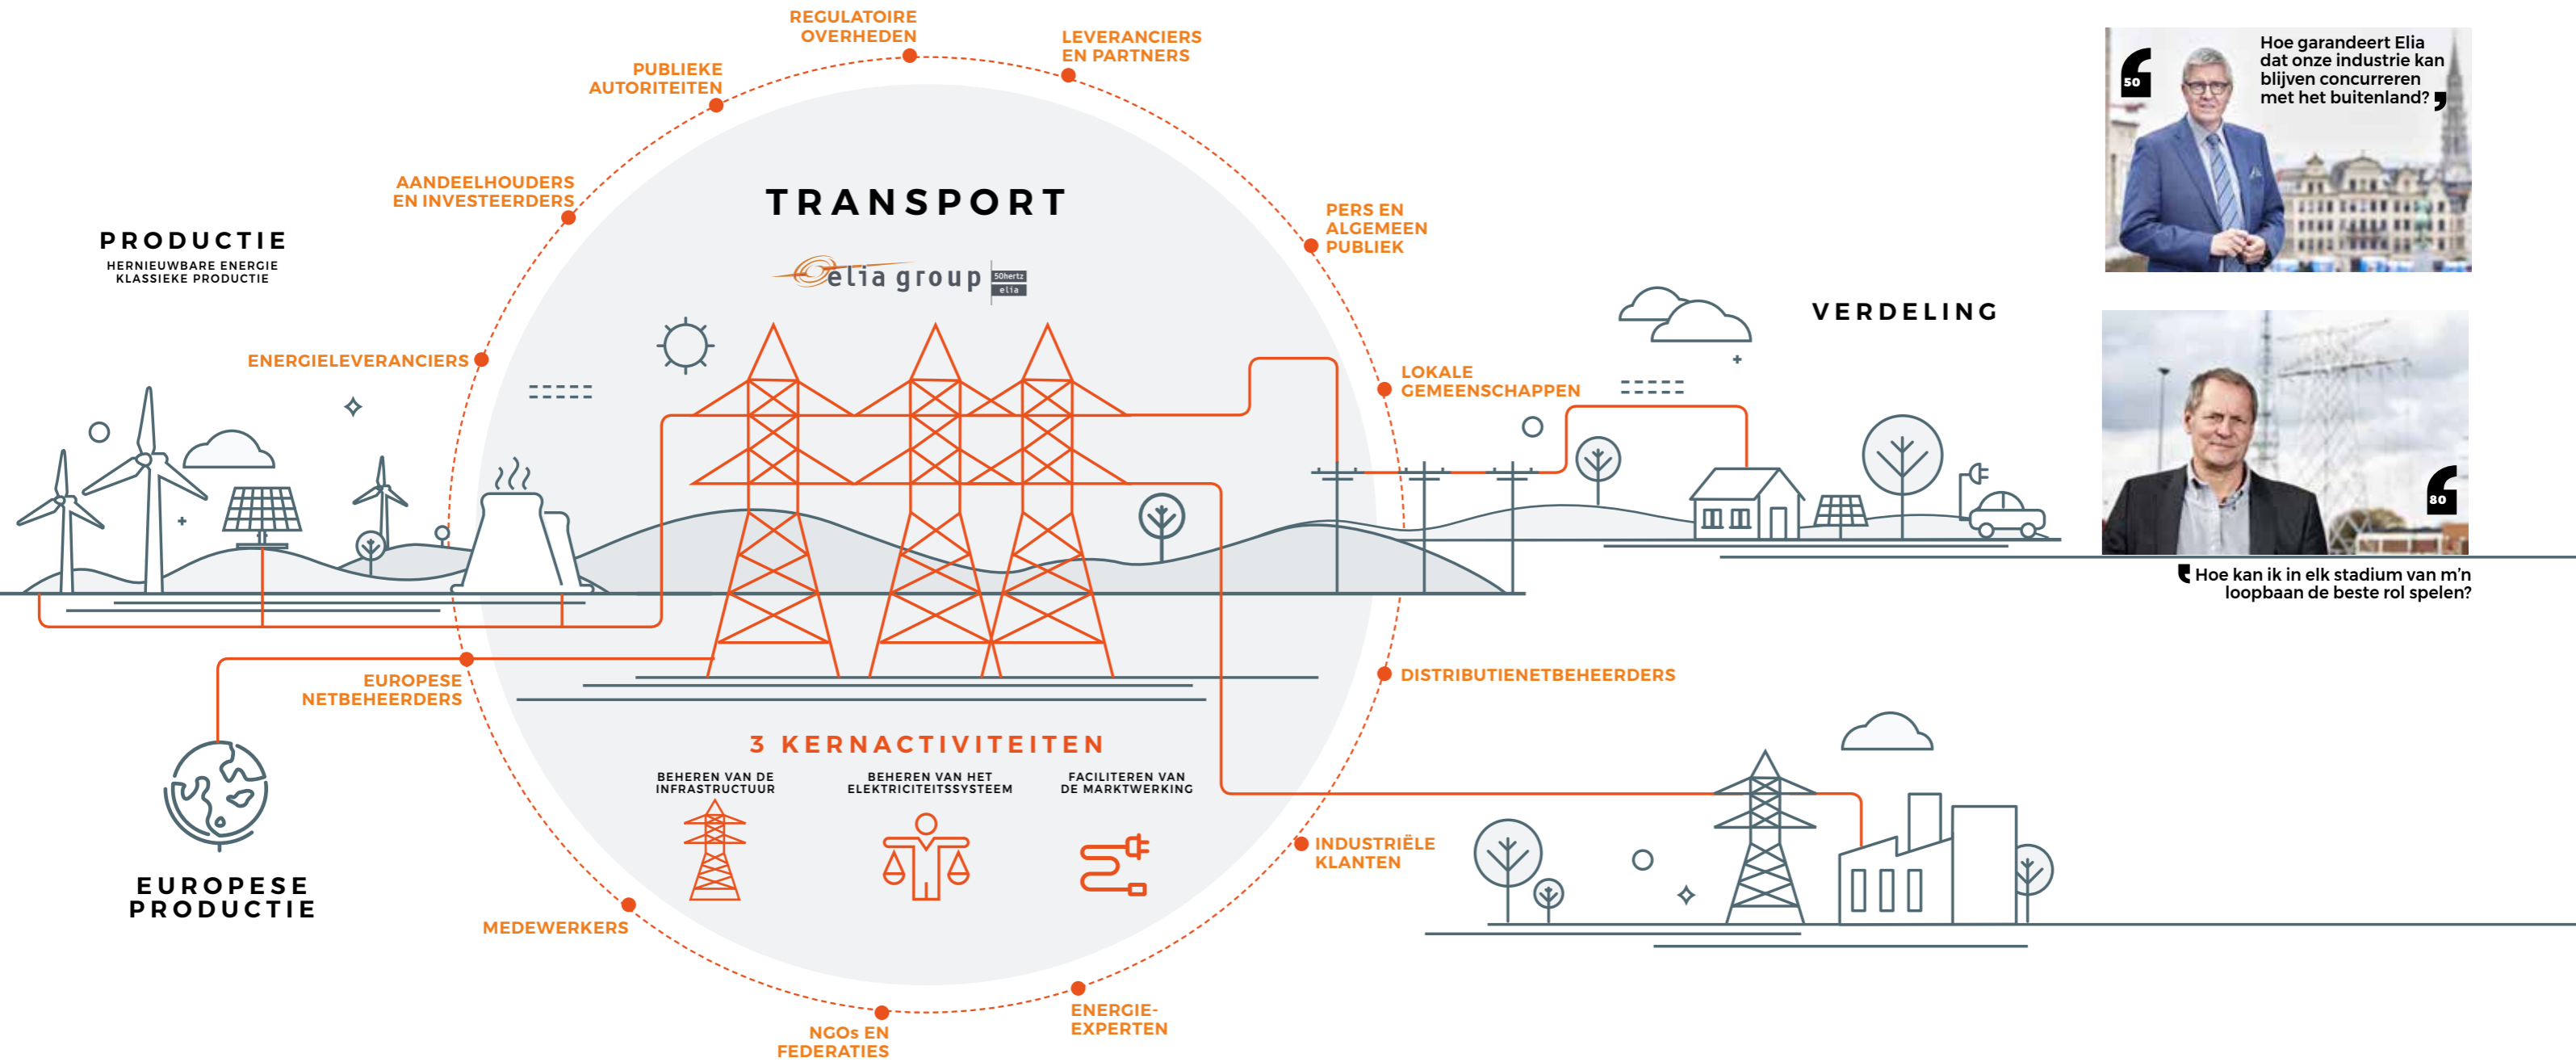 REGULATOIRE
OVERHEDEN
LEVERANCIERS
EN PARTNERS
PUBLIEKE
AUTORITEITEN
AANDEELHOUDERS
EN INVESTEERDERS
TRANSPORT
elia group
50hertz
elia
PERS EN
ALGEMEEN
PUBLIEK
PRODUCTIE
HERNIEUWBARE ENERGIE
KLASSIEKE PRODUCTIE
VERDELING
ENERGIELEVERANCIERS
LOKALE
GEMEENSCHAPPEN
EUROPESE
NETBEHEERDERS
DISTRIBUTIENETBEHEERDERS
3 KERNACTIVITEITEN
BEHEREN VAN DE
INFRASTRUCTUUR
BEHEREN VAN HET
ELEKTRICITEITSSYSTEEM
FACILITEREN VAN
DE MARKTWERKING
INDUSTRIËLE
KLANTEN
EUROPESE
PRODUCTIE
MEDEWERKERS
NGOs EN
FEDERATIES
ENERGIE-
EXPERTEN
50
Hoe garandeert Elia
dat onze industrie kan
blijven concurreren
met het buitenland?
80
Hoe kan ik in elk stadium van m’n
loopbaan de beste rol spelen?